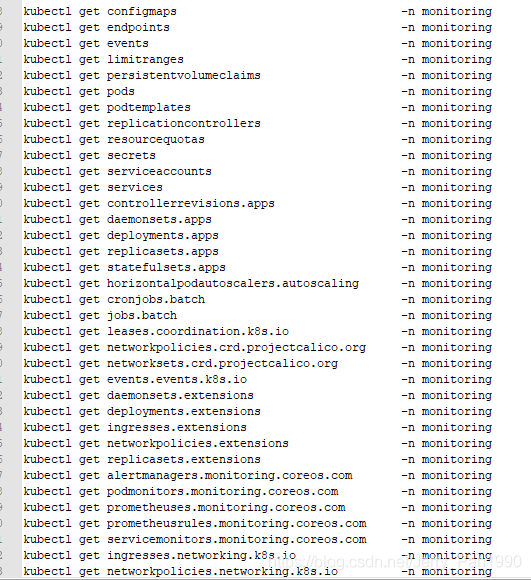 kubectl get configmaps -n monitoring
kubectl get endpoints -n monitoring
kubectl get events -n monitoring
kubectl get limitranges -n monitoring
kubectl get persistentvolumeclaims -n monitoring
kubectl get pods -n monitoring
kubectl get podtemplates -n monitoring
kubectl get replicationcontrollers -n monitoring
kubectl get resourcequotas -n monitoring
kubectl get secrets -n monitoring
kubectl get serviceaccounts -n monitoring
kubectl get services -n monitoring
kubectl get controllerrevisions.apps -n monitoring
kubectl get daemonsets.apps -n monitoring
kubectl get deployments.apps -n monitoring
kubectl get replicasets.apps -n monitoring
kubectl get statefulsets.apps -n monitoring
kubectl get horizontalpodautoscalers.autoscaling -n monitoring
kubectl get cronjobs.batch -n monitoring
kubectl get jobs.batch -n monitoring
kubectl get leases.coordination.k8s.io -n monitoring
kubectl get networkpolicies.crd.projectcalico.org -n monitoring
kubectl get networksets.crd.projectcalico.org -n monitoring
kubectl get events.events.k8s.io -n monitoring
kubectl get daemonsets.extensions -n monitoring
kubectl get deployments.extensions -n monitoring
kubectl get ingresses.extensions -n monitoring
kubectl get networkpolicies.extensions -n monitoring
kubectl get replicasets.extensions -n monitoring
kubectl get alertmanagers.monitoring.coreos.com -n monitoring
kubectl get podmonitors.monitoring.coreos.com -n monitoring
kubectl get prometheuses.monitoring.coreos.com -n monitoring
kubectl get prometheusrules.monitoring.coreos.com -n monitoring
kubectl get servicemonitors.monitoring.coreos.com -n monitoring
kubectl get ingresses.networking.k8s.io -n monitoring
kubectl get networkpolicies.networking.k8s.io -n monitoring